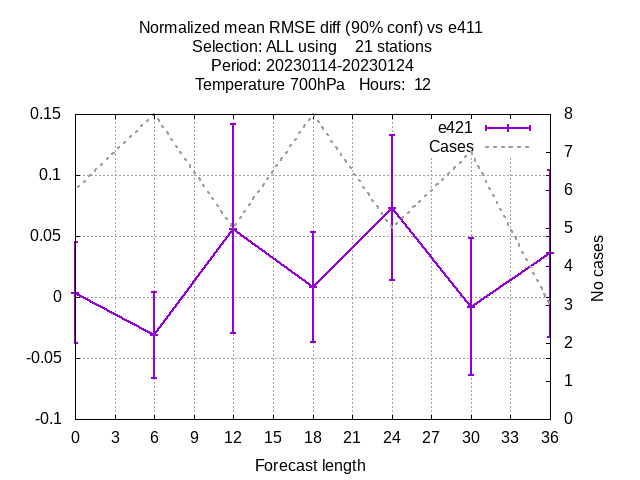 Normalized mean RMSE diff (90% conf) vs e411
Selection: ALL using    21 stations
Period: 20230114-20230124
Temperature 700hPa   Hours:  12
0.15
0.1
0.05
0
-0.05
-0.1
e421
Cases
8
7
6
5
4
3
2
1
0
No cases
0 3 6 9 12 15 18 21 24 27 30 33 36
Forecast length